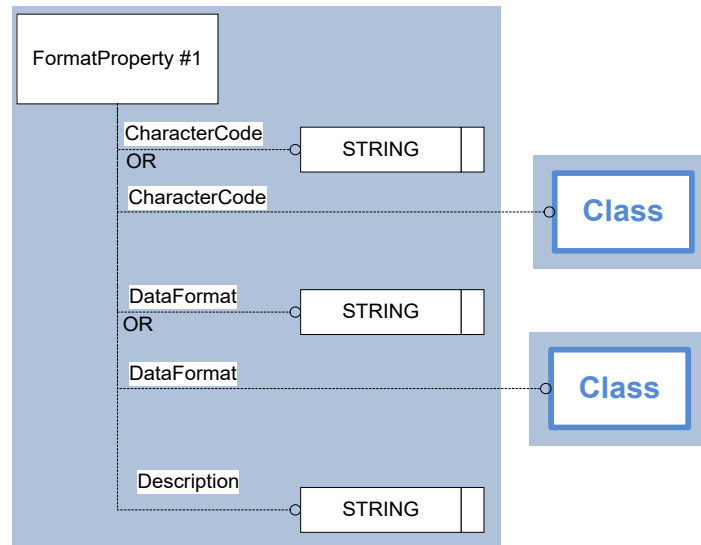 FormatProperty #1
CharacterCode
OR
STRING
CharacterCode
Class
DataFormat
OR
STRING
DataFormat
Class
Description
STRING